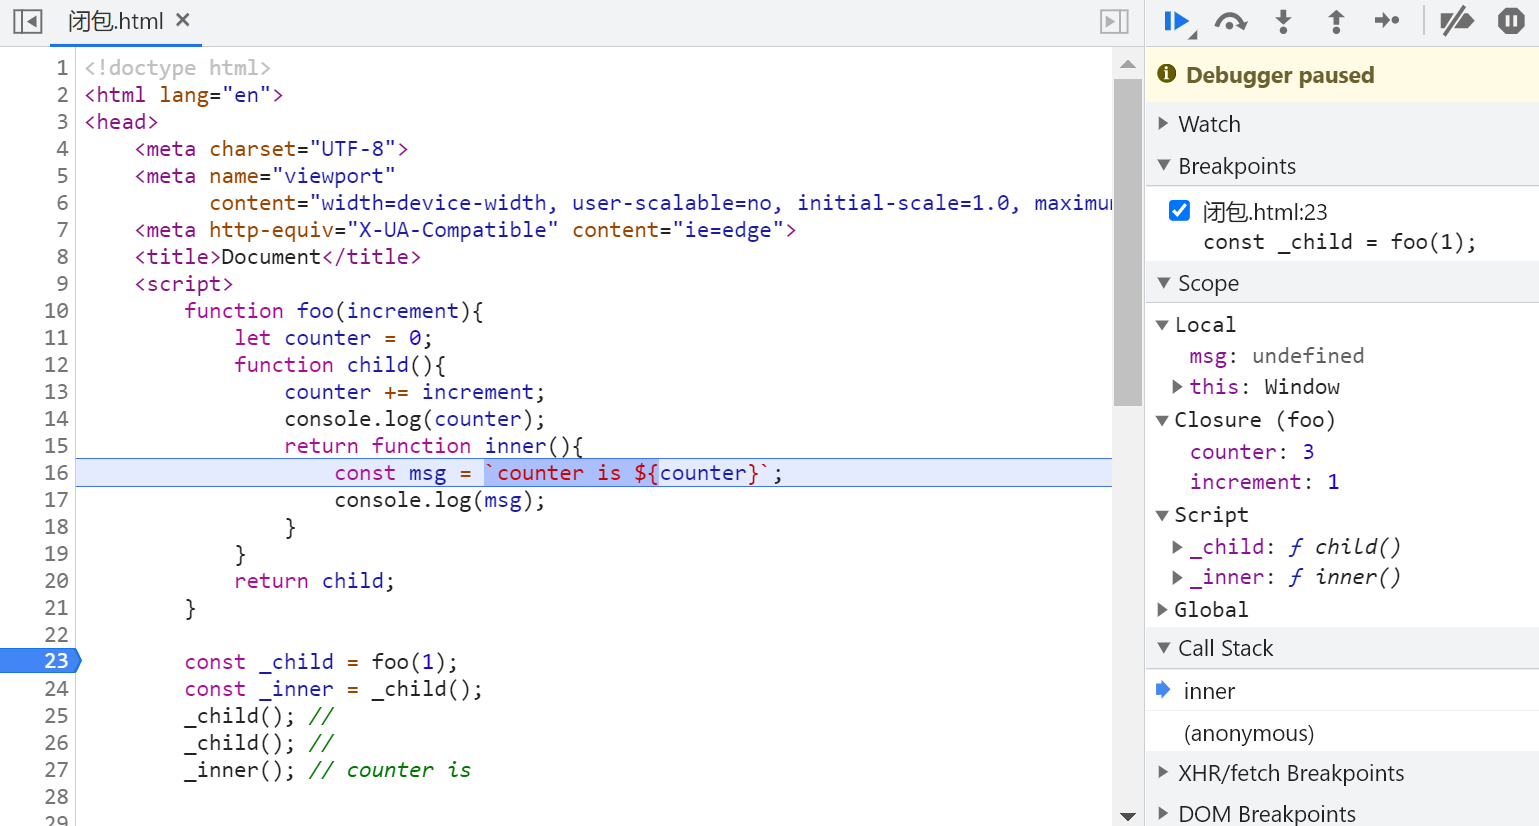 闭包.html ×
1 <!doctype html>
2 <html lang="en">
3 <head>
4     <meta charset="UTF-8">
5     <meta name="viewport"
6           content="width=device-width, user-scalable=no, initial-scale=1.0, maximum
7     <meta http-equiv="X-UA-Compatible" content="ie=edge">
8     <title>Document</title>
9     <script>
10         function foo(increment){
11             let counter = 0;
12             function child(){
13                 counter += increment;
14                 console.log(counter);
15                 return function inner(){
16                     const msg = `counter is ${counter}`;
17                     console.log(msg);
18                 }
19             }
20             return child;
21         }
22
23         const _child = foo(1);
24         const _inner = _child();
25         _child(); //
26         _child(); //
27         _inner(); // counter is
28
29
Debugger paused
Watch
Breakpoints
闭包.html:23
const _child = foo(1);
Scope
Local
msg: undefined
this: Window
Closure (foo)
counter: 3
increment: 1
Script
_child: ƒ child()
_inner: ƒ inner()
Global
Call Stack
inner
(anonymous)
XHR/fetch Breakpoints
DOM Breakpoints